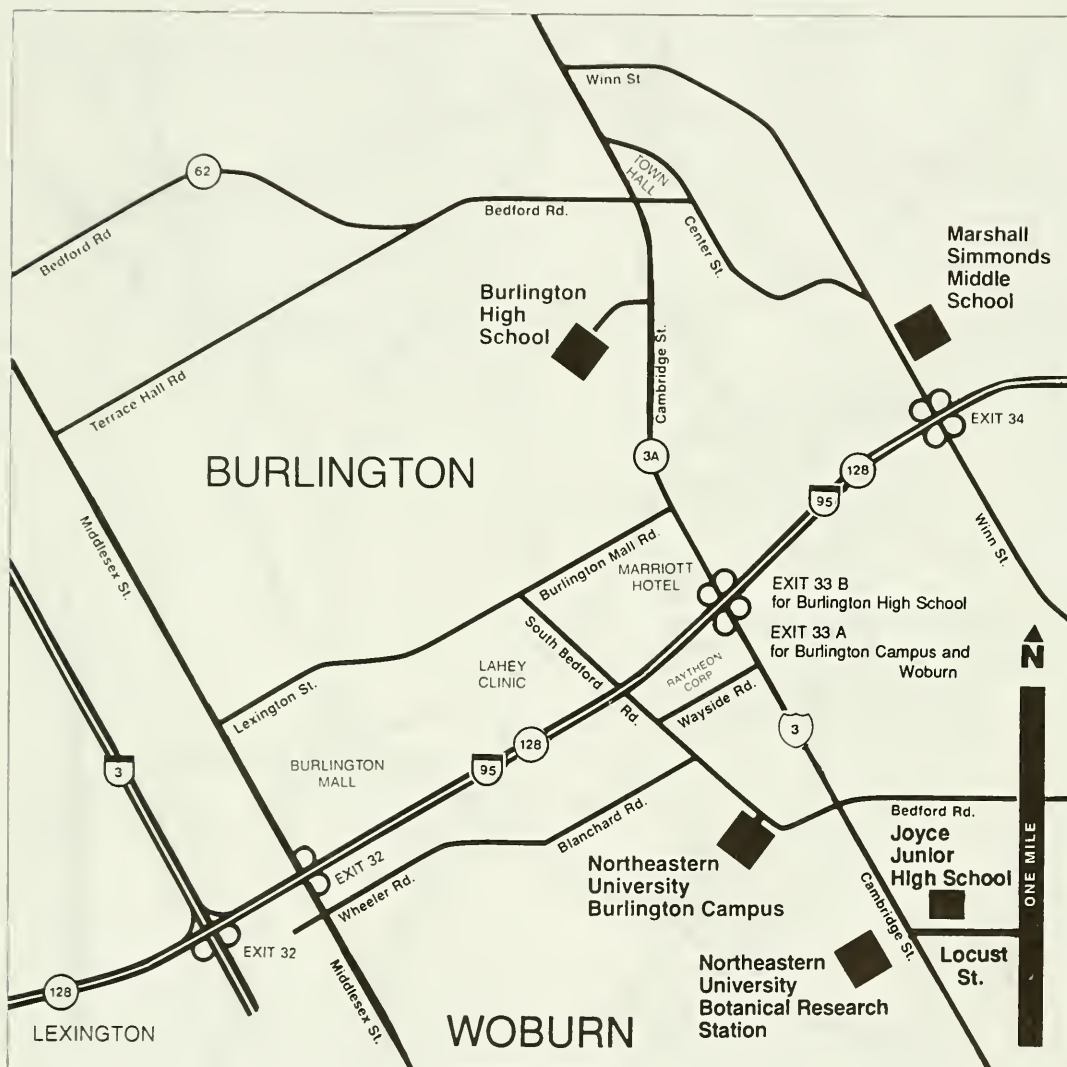 Winn St
62
TOWN
HALL
Bedford Rd.
Bedford Rd
Center St.
Marshall
Simmonds
Middle
School
Burlington
High
School
Cambridge St.
Terrace Hall Rd
EXIT 34
3A
128
BURLINGTON
95
Middlesex St.
Winn St.
Burlington Mall Rd.
MARRIOTT
HOTEL
EXIT 33 B
for Burlington High School
South Bedford
Rd.
EXIT 33 A
for Burlington Campus and
Woburn
N
LAHEY
CLINIC
RAYTHEON
CORP
Wayside Rd.
Lexington St.
3
128
3
95
BURLINGTON
MALL
Bedford Rd.
Blanchard Rd.
Joyce
Junior
High School
ONE MILE
EXIT 32
Northeastern
University
Burlington Campus
Wheeler Rd.
Cambridge St.
EXIT 32
Locust
St.
Northeastern
University
Botanical Research
Station
Middlesex St.
128
LEXINGTON
WOBURN